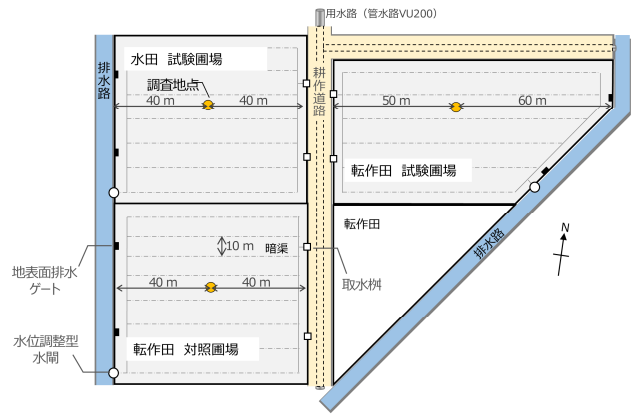 用水路（管水路VU200）
排水路
水田　試験圃場
耕作道路
調査地点
40 m
40 m
50 m
60 m
転作田　試験圃場
転作田
N
排水路
10 m
暗渠
地表面排水
ゲート
取水桝
40 m
40 m
水位調整型
水閘
転作田　対照圃場